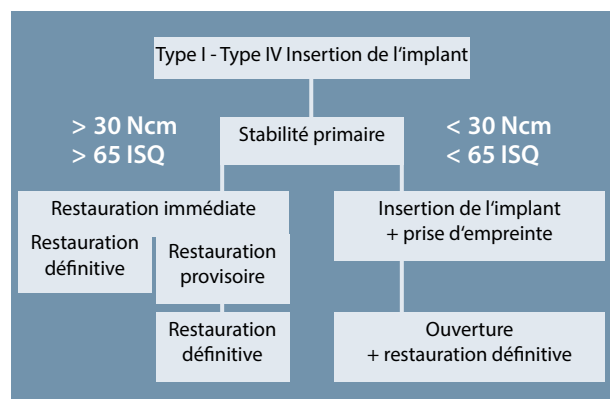 Type I - Type IV Insertion de l‘implant
> 30 Ncm
> 65 ISQ
Stabilité primaire
< 30 Ncm
< 65 ISQ
Restauration immédiate
Restauration
définitive
Restauration
provisoire
Restauration
définitive
Insertion de l‘implant
+ prise d‘empreinte
Ouverture
+ restauration définitive